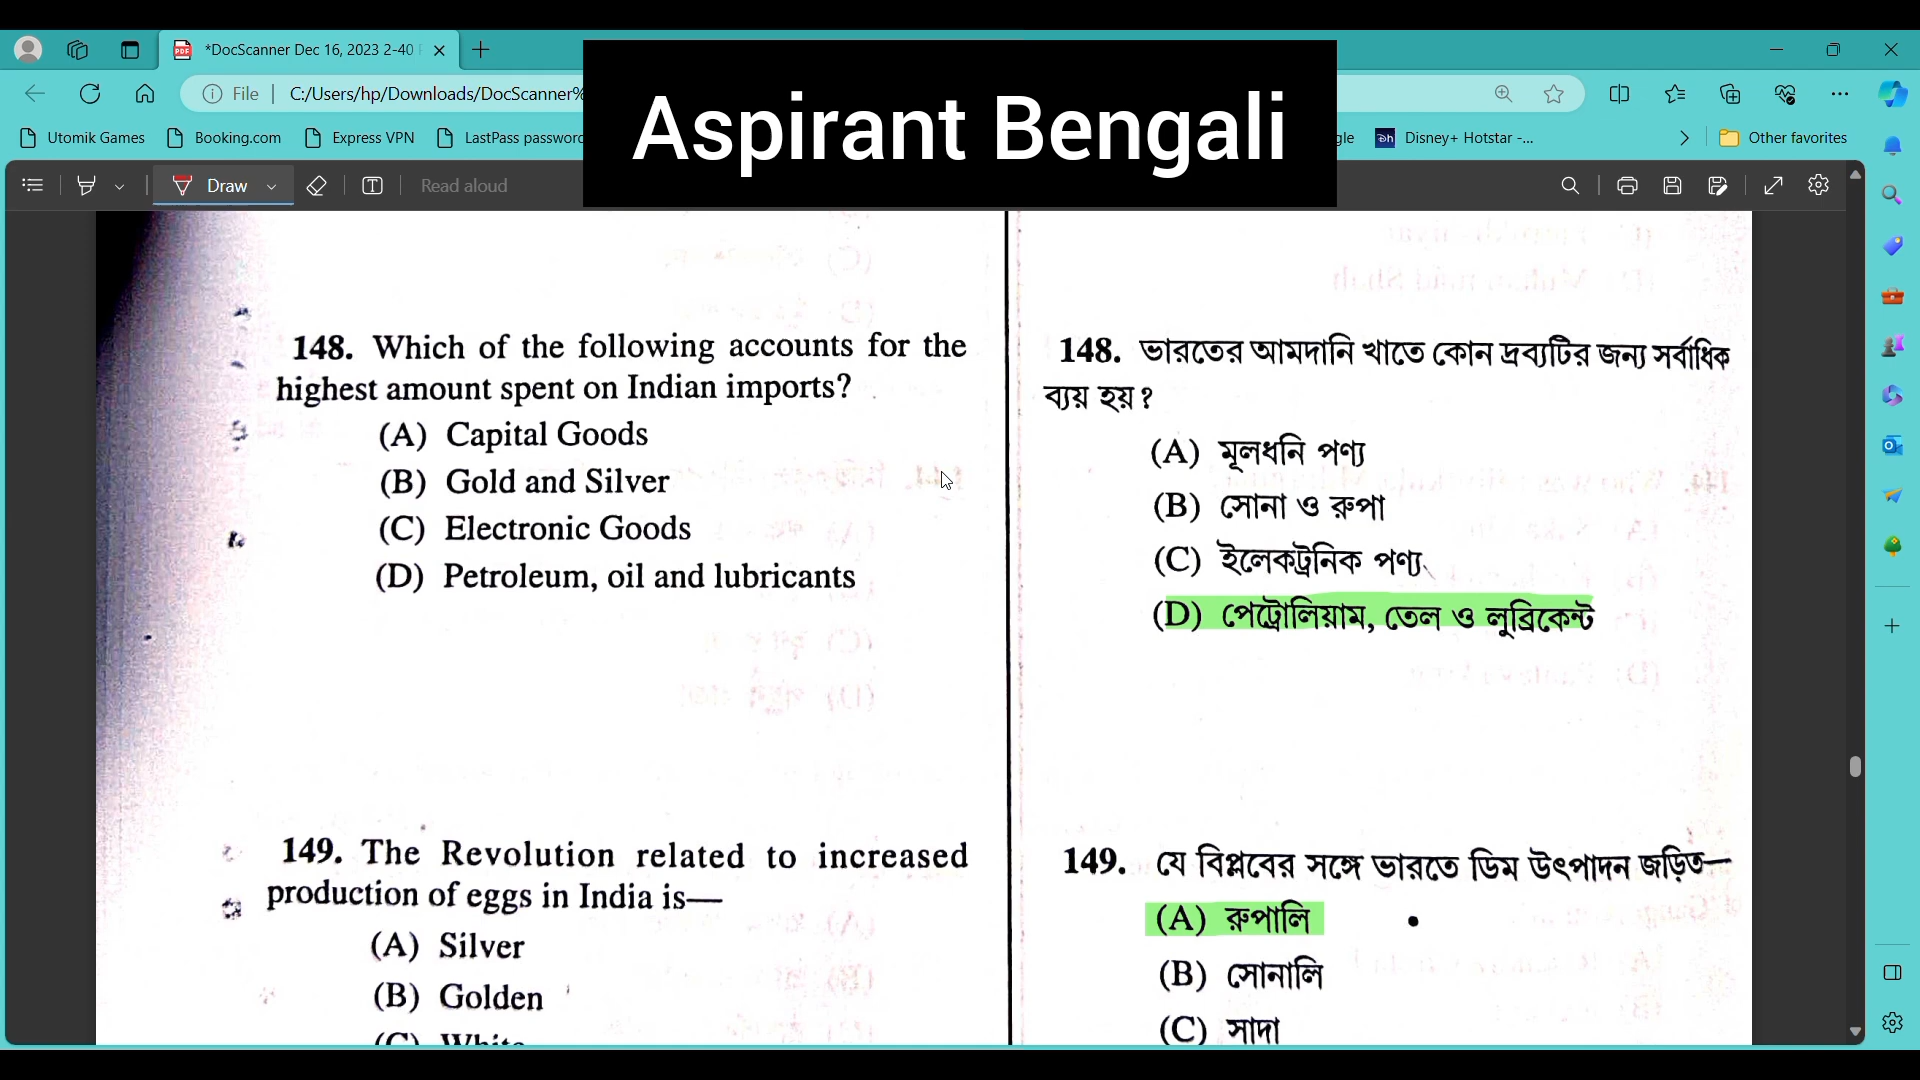 *DocScanner Dec 16, 2023 2-40
File
C:/Users/hp/Downloads/DocScanner%
Aspirant Bengali
Utomik Games
Booking.com
Express VPN
LastPass password
Disney+ Hotstar -...
Other favorites
Draw
Read aloud
148. Which of the following accounts for the
highest amount spent on Indian imports?
(A) Capital Goods
(B) Gold and Silver
(C) Electronic Goods
(D) Petroleum, oil and lubricants
149. The Revolution related to increased
production of eggs in India is—
(A) Silver
(B) Golden
(C) White
148. ভারতের আমদানি খাতে কোন দ্রব্যটির জন্য সর্বাধিক
ব্যয় হয় ?
(A) মূলধনি পণ্য
(B) সোনা ও রুপা
(C) ইলেকট্রনিক পণ্য
(D) পেট্রোলিয়াম, তেল ও লুব্রিকেন্ট
149. যে বিপ্লবের সঙ্গে ভারতে ডিম উৎপাদন জড়িত—
(A) রুপালি
(B) সোনালি
(C) সাদা